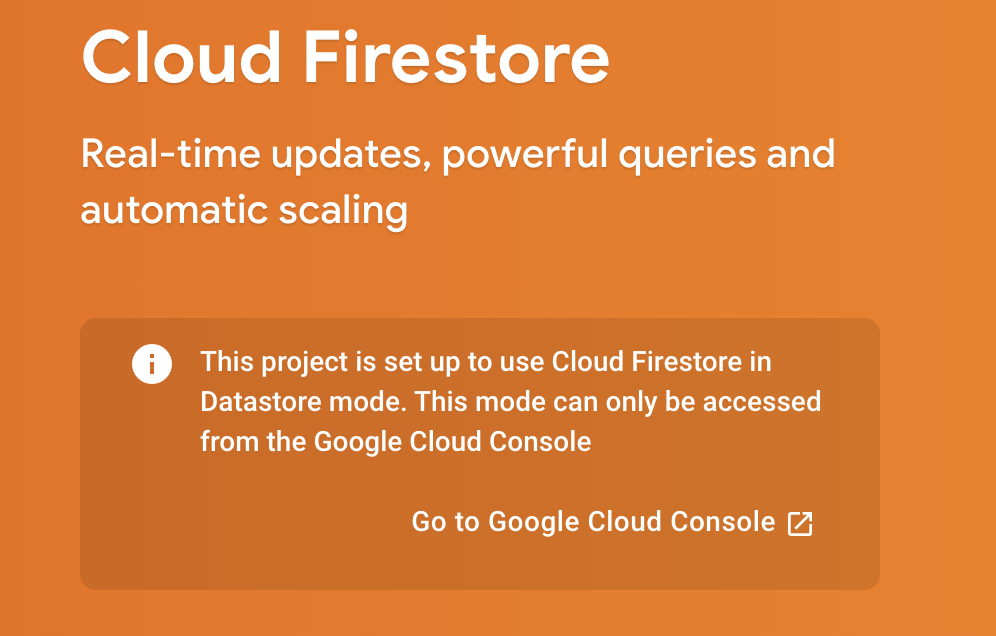 Cloud Firestore
Real-time updates, powerful queries and
automatic scaling
This project is set up to use Cloud Firestore in
Datastore mode. This mode can only be accessed
from the Google Cloud Console
Go to Google Cloud Console